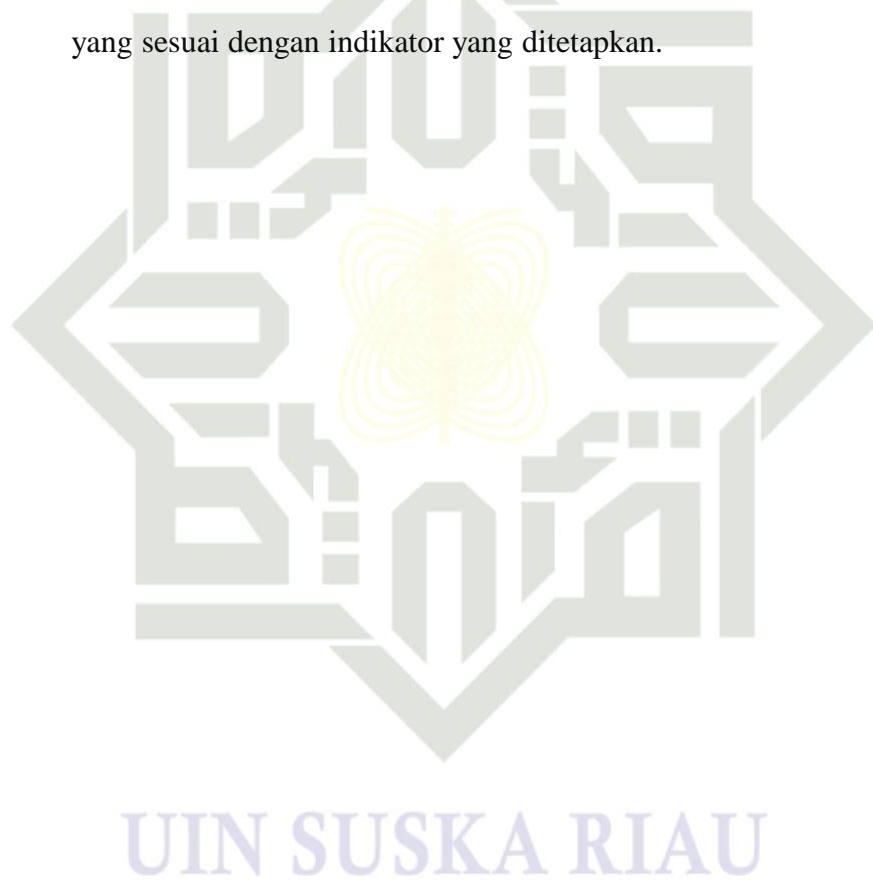 yang sesuai dengan indikator yang ditetapkan.
UIN SUSKA RIAU